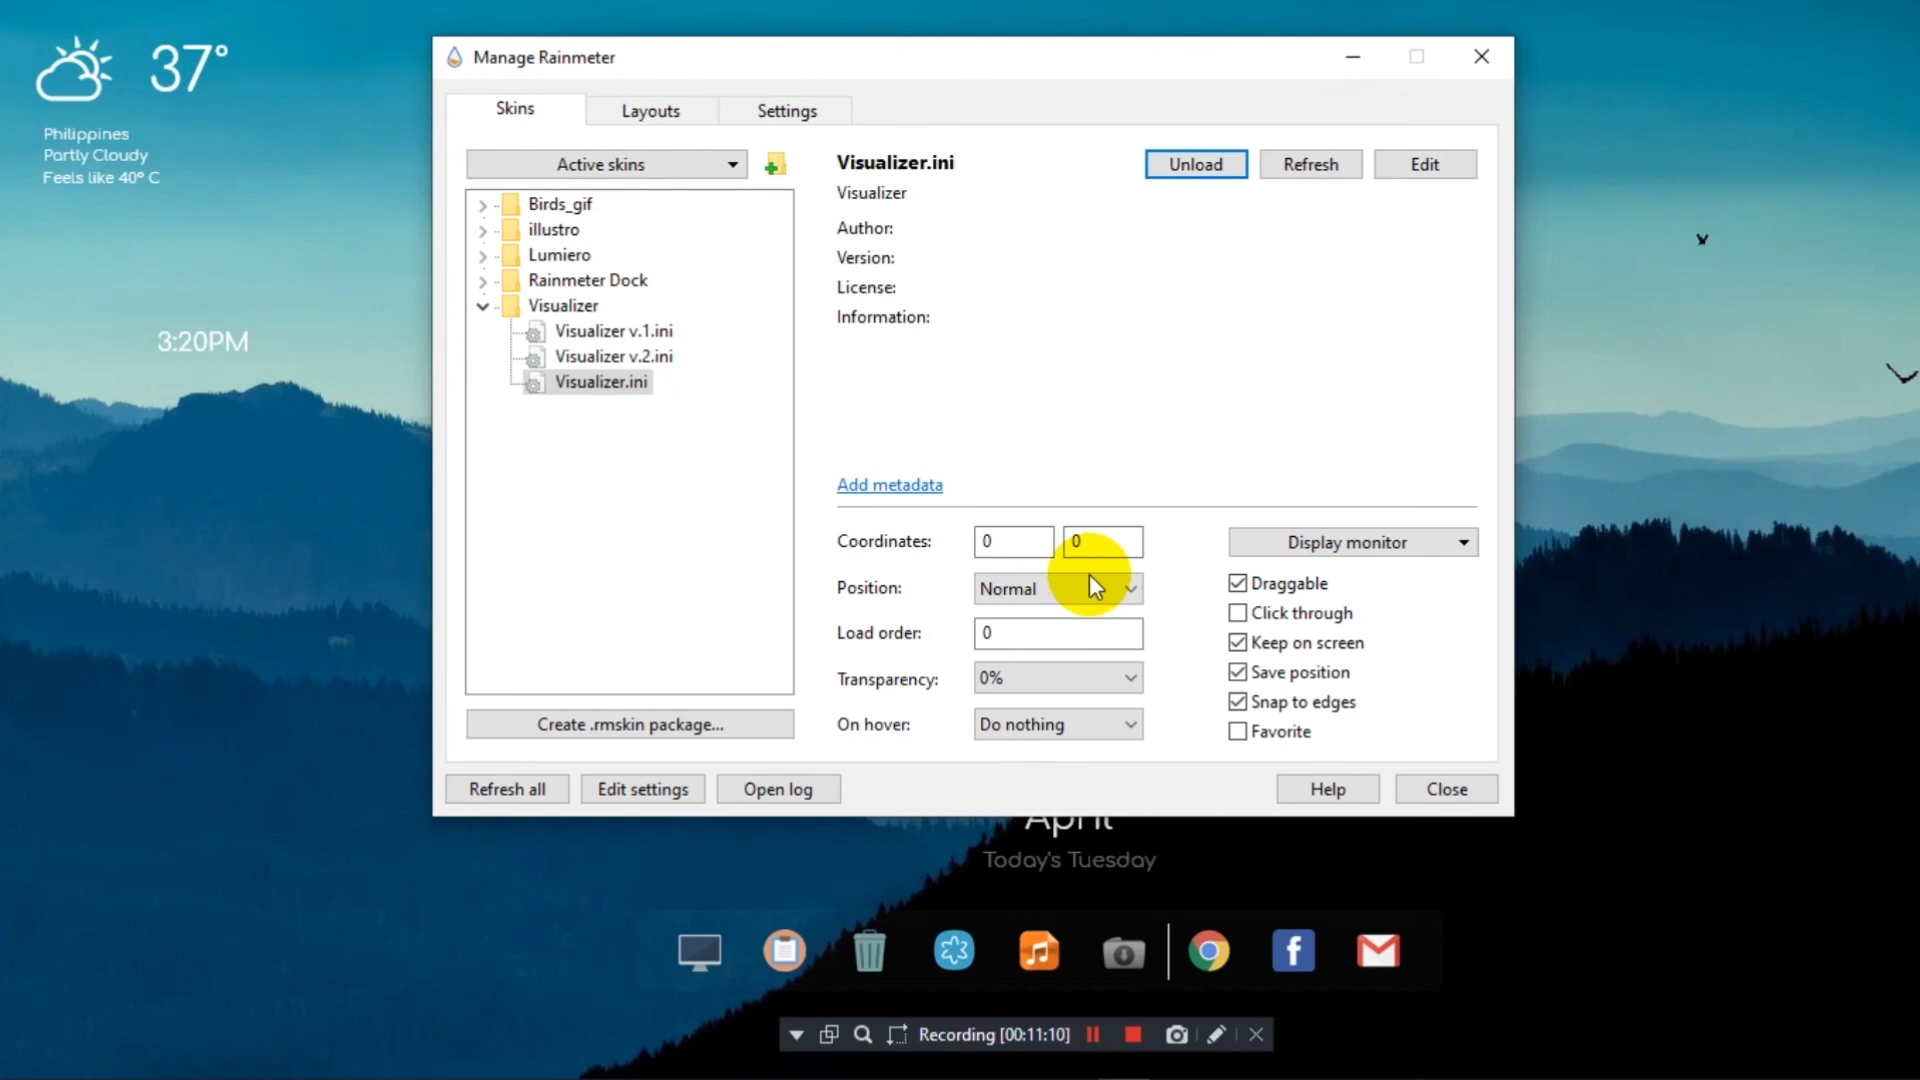 37°
Philippines
Partly Cloudy
Feels like 40° C
3:20PM
Manage Rainmeter
Skins
Layouts
Settings
Active skins
Birds_gif
illustro
Lumiero
Rainmeter Dock
Visualizer
Visualizer v.1.ini
Visualizer v.2.ini
Visualizer.ini
Create .rmskin package...
Visualizer.ini
Unload
Refresh
Edit
Visualizer
Author:
Version:
License:
Information:
Add metadata
Coordinates:
0
0
Display monitor
Position:
Normal
Load order:
0
Transparency:
0%
On hover:
Do nothing
Draggable
Click through
Keep on screen
Save position
Snap to edges
Favorite
Refresh all
Edit settings
Open log
Help
Close
April
Today's Tuesday
f
Recording [00:11:10]